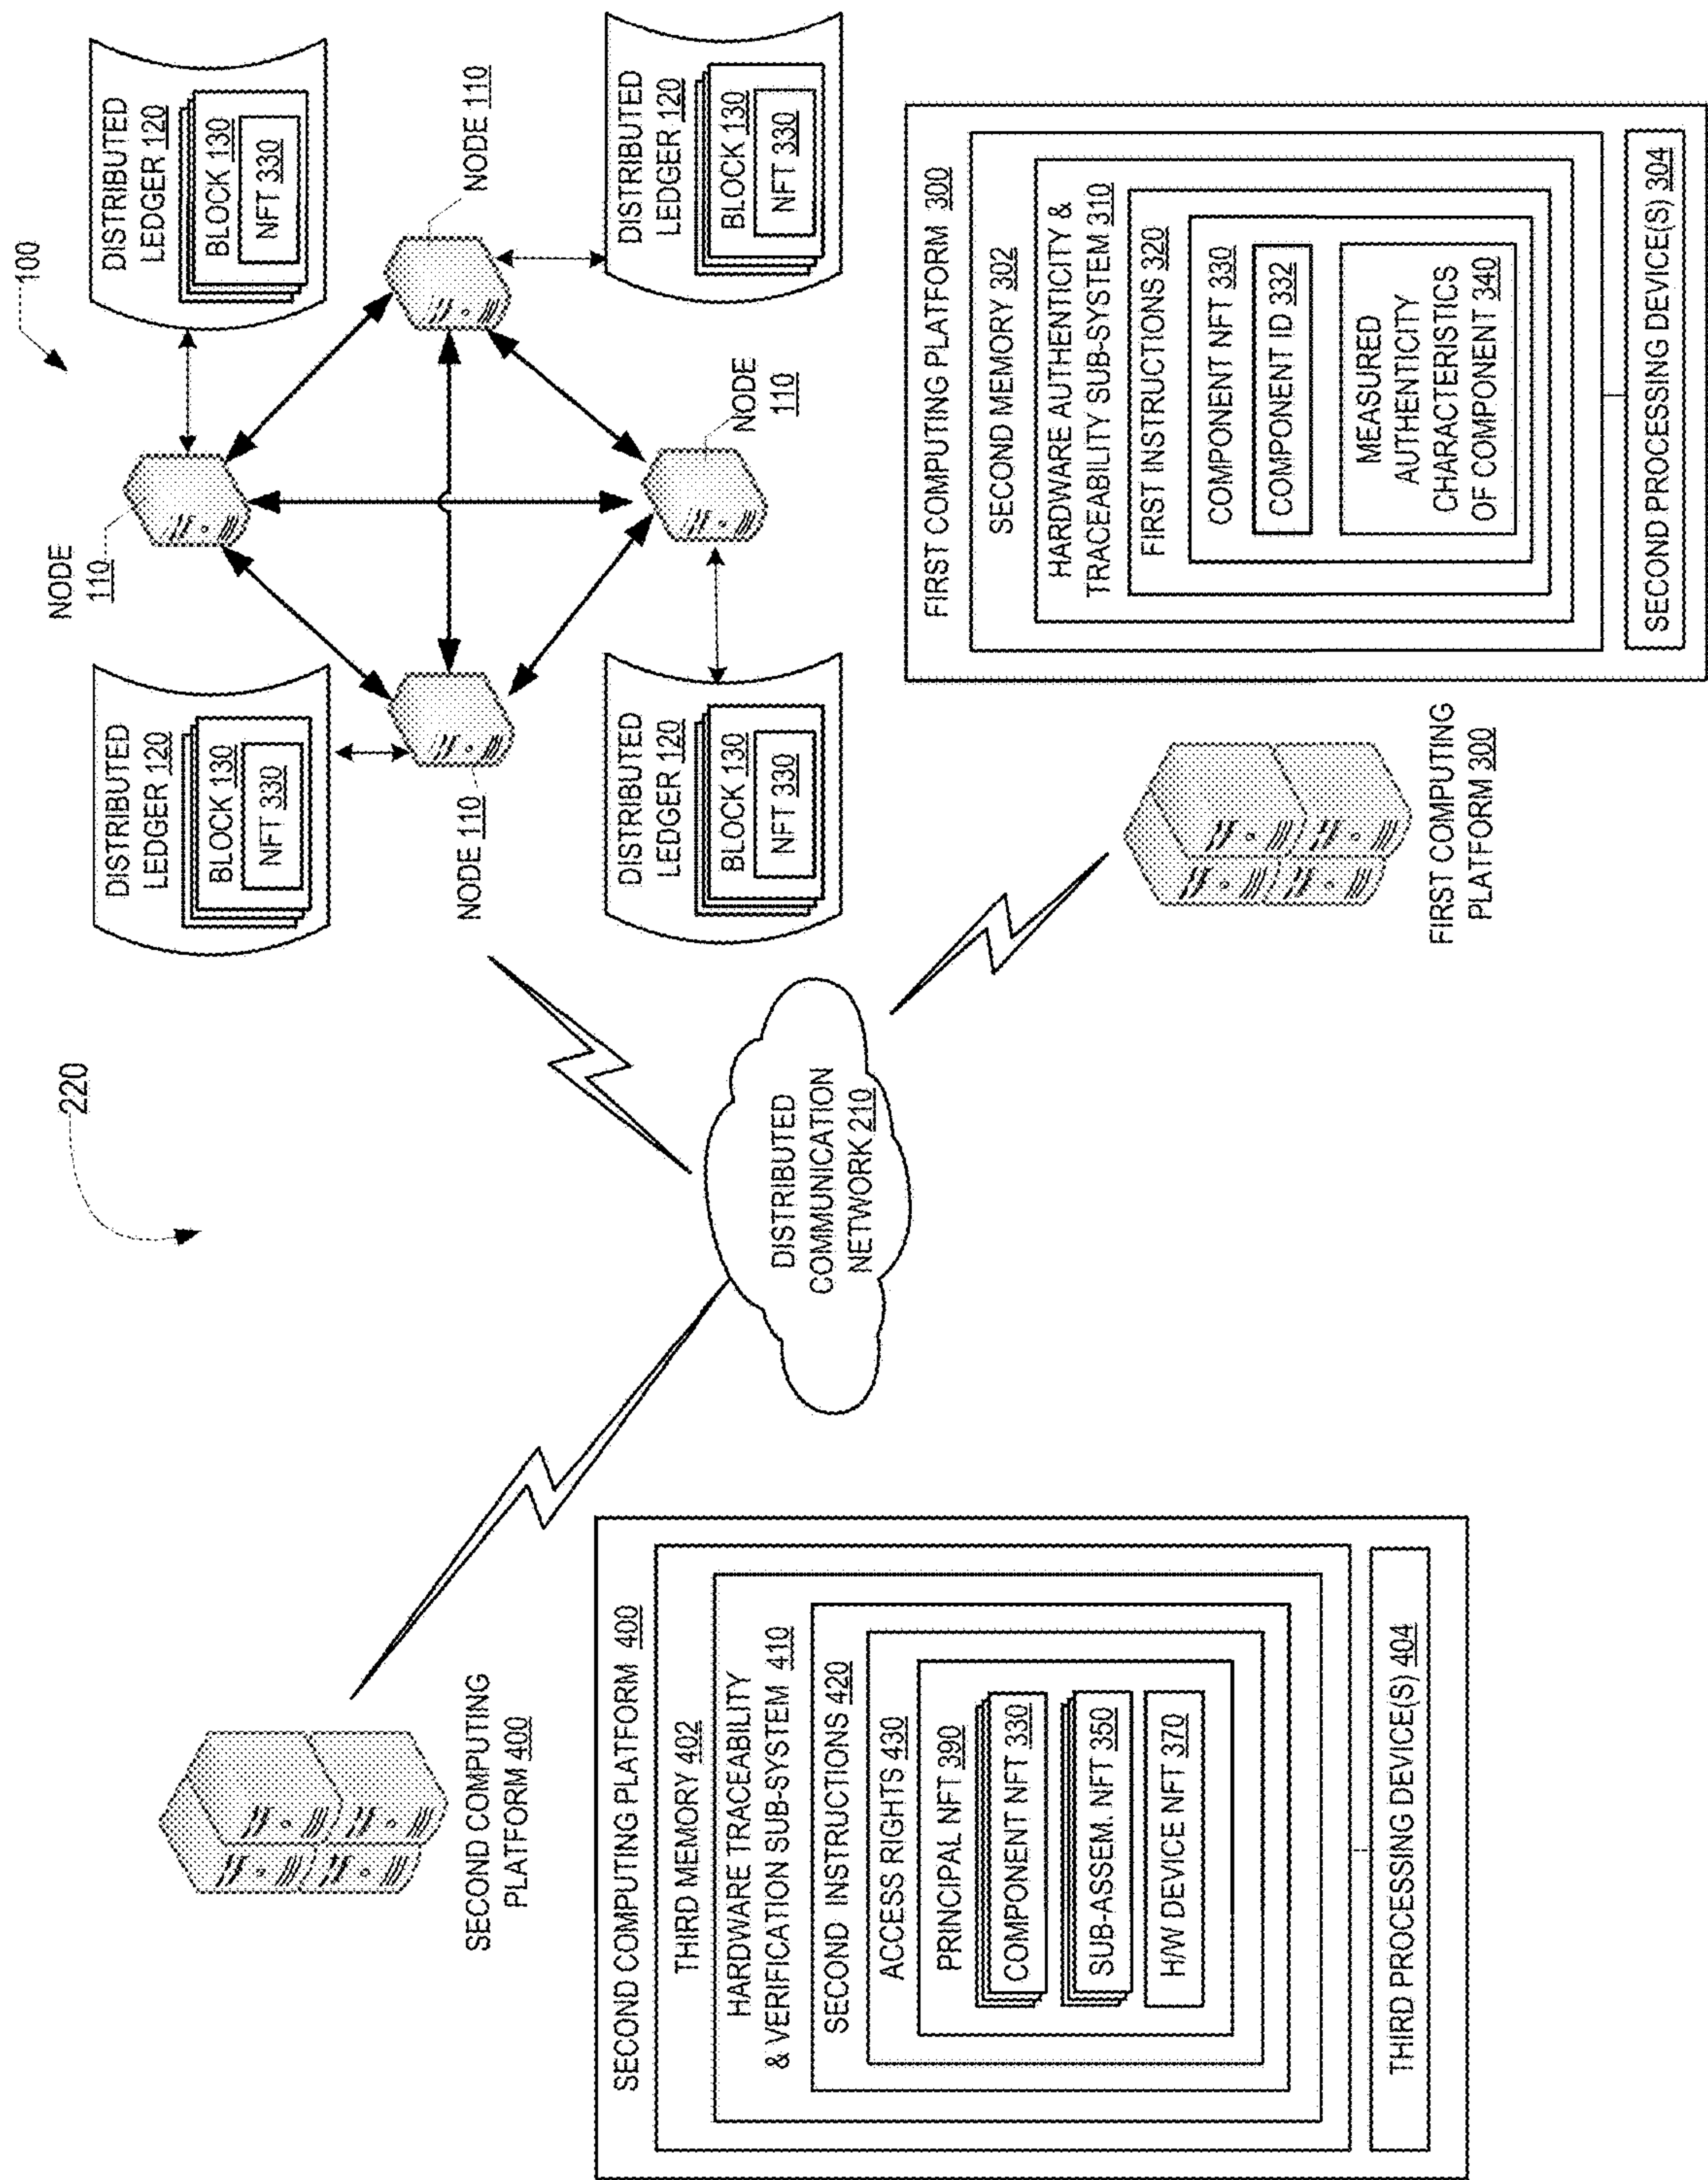 220
100
DISTRIBUTED
LEDGER 120
BLOCK 130
NFT 330
NODE
110
DISTRIBUTED
LEDGER 120
BLOCK 130
NFT 330
NODE 110
NODE 110
DISTRIBUTED
LEDGER 120
BLOCK 130
NFT 330
NODE
110
DISTRIBUTED
LEDGER 120
BLOCK 130
NFT 330
SECOND COMPUTING
PLATFORM 400
DISTRIBUTED
COMMUNICATION
NETWORK 210
SECOND COMPUTING PLATFORM 400
THIRD MEMORY 402
HARDWARE TRACEABILITY
& VERIFICATION SUB-SYSTEM 410
SECOND INSTRUCTIONS 420
ACCESS RIGHTS 430
PRINCIPAL NFT 390
COMPONENT NFT 330
SUB-ASSEM. NFT 350
H/W DEVICE NFT 370
THIRD PROCESSING DEVICE(S) 404
FIRST COMPUTING
PLATFORM 300
FIRST COMPUTING PLATFORM 300
SECOND MEMORY 302
HARDWARE AUTHENTICITY &
TRACEABILITY SUB-SYSTEM 310
FIRST INSTRUCTIONS 320
COMPONENT NFT 330
COMPONENT ID 332
MEASURED
AUTHENTICITY
CHARACTERISTICS
OF COMPONENT 340
SECOND PROCESSING DEVICE(S) 304